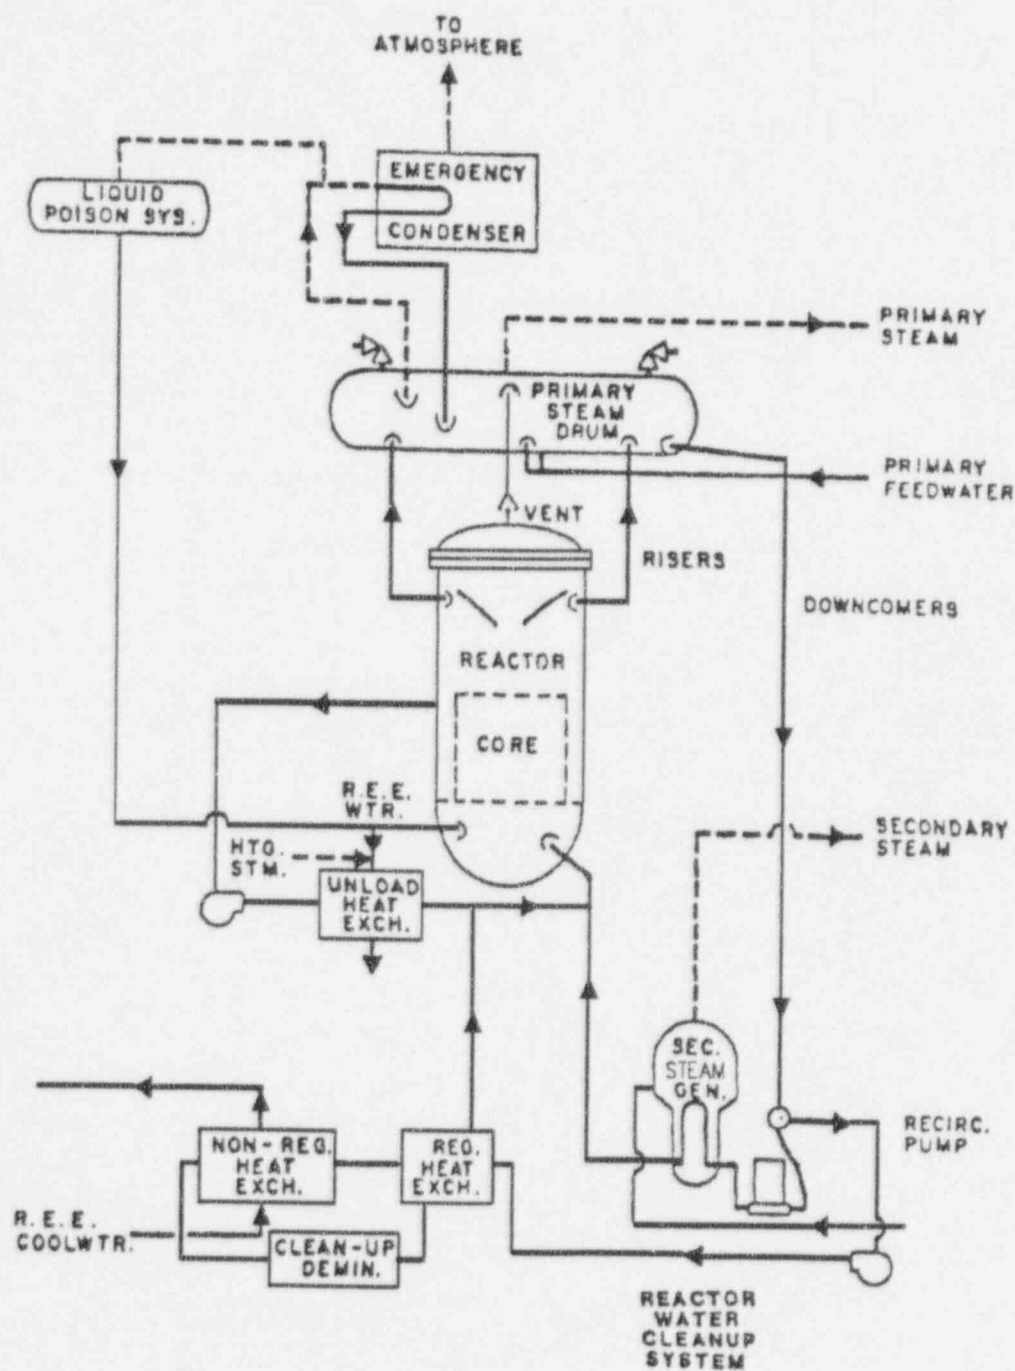 TO
ATMOSPHERE
EMERGENCY
CONDENSER
LIQUID
POISON SYS.
PRIMARY
STEAM
PRIMARY
STEAM
DRUM
PRIMARY
FEEDWATER
VENT
RISERS
DOWNCOMERS
REACTOR
CORE
R.E.E.
WTR.
HTG.
STM.
UNLOAD
HEAT
EXCH.
SECONDARY
STEAM
SEC.
STEAM
GEN.
RECIRC.
PUMP
NON-REG.
HEAT
EXCH.
REG.
HEAT
EXCH.
R.E.E.
COOLWTR.
CLEAN-UP
DEMIN.
REACTOR
WATER
CLEANUP
SYSTEM